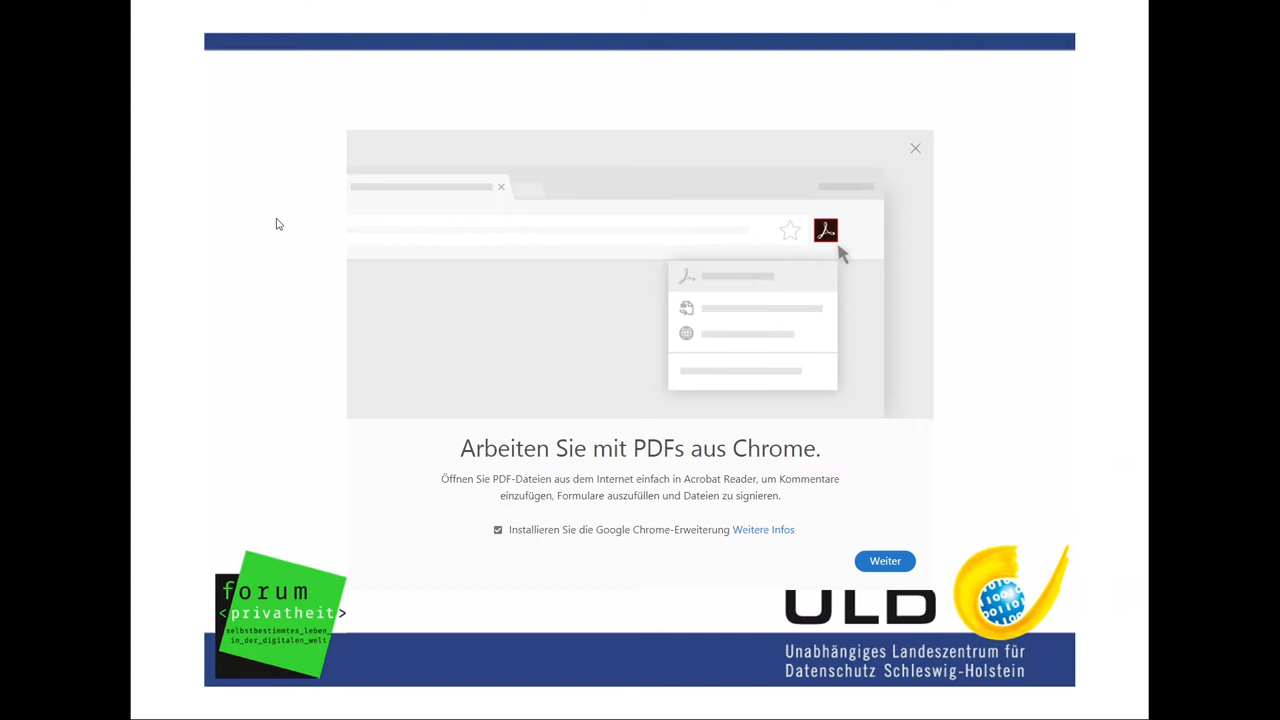 Arbeiten Sie mit PDFs aus Chrome.
Öffnen Sie PDF-Dateien aus dem Internet einfach in Acrobat Reader, um Kommentare
einzufügen, Formulare auszufüllen und Dateien zu signieren.
Installieren Sie die Google Chrome-Erweiterung Weitere Infos
Weiter
forum
<privatheit>
selbstbestimmtes_leben_
in_der_digitalen_welt
ULD
Unabhängiges Landeszentrum für
Datenschutz Schleswig-Holstein